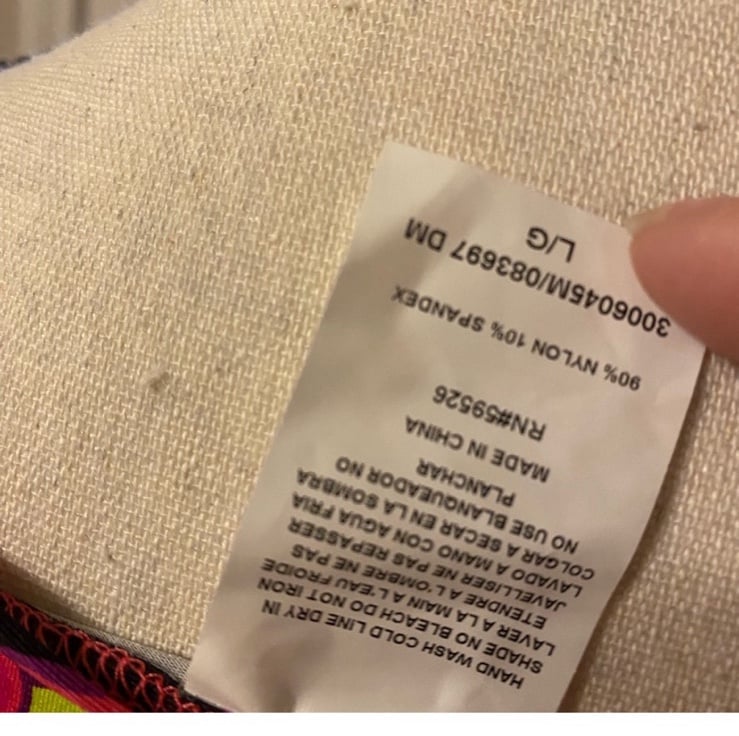 HAND WASH COLD LINE DRY IN
SHADE NO BLEACH DO NOT IRON
LAVER A LA MAIN A L'EAU FROIDE
ETENDRE A L'OMBRE NE PAS
JAVELLISER NE PAS REPASSER
LAVADO A MANO CON AGUA FRIA
COLGAR A SECAR EN LA SOMBRA
NO USE BLANQUEADOR NO
PLANCHAR
MADE IN CHINA
RN#59526
90% NYLON 10% SPANDEX
3006045M/083697 DM
L/G